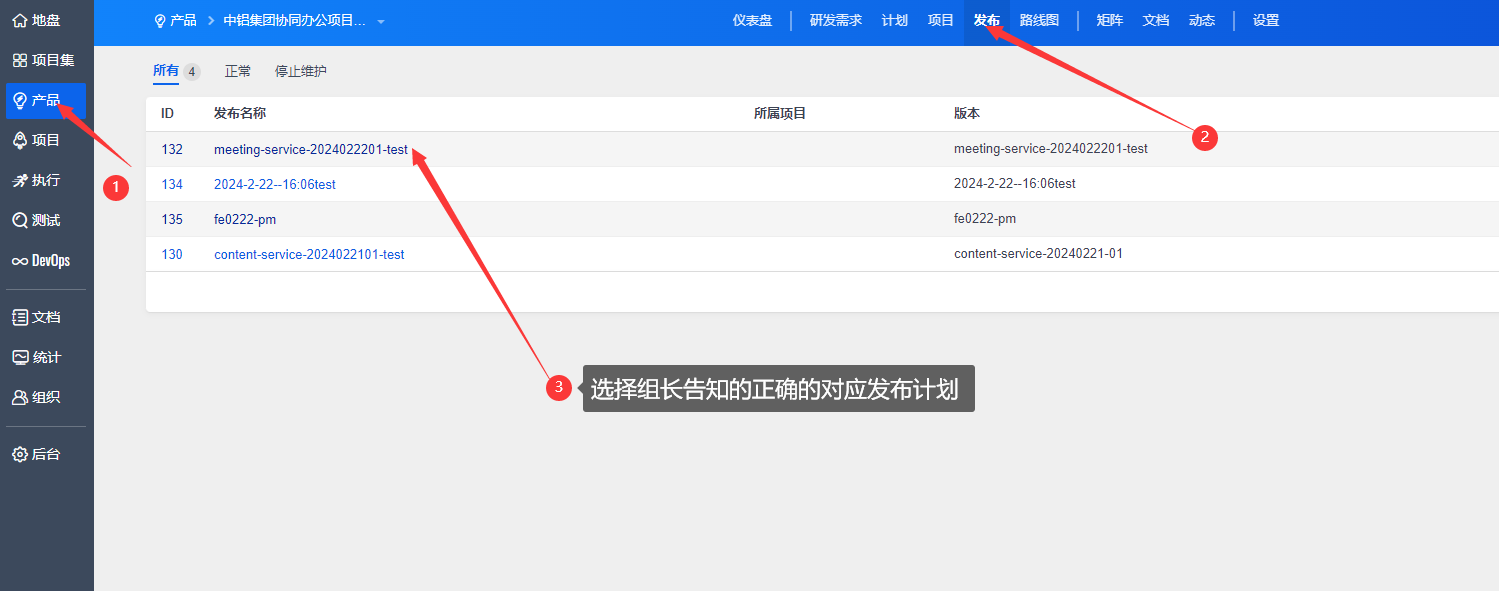 地盘
项目集
产品
项目
执行
测试
DevOps
文档
统计
组织
后台
产品 中铝集团协同办公项目... 仪表盘 研发需求 计划 项目 发布 路线图 矩阵 文档 动态 设置
所有 4 正常 停止维护
ID 发布名称 所属项目 版本
132 meeting-service-2024022201-test meeting-service-2024022201-test
134 2024-2-22--16:06test 2024-2-22--16:06test
135 fe0222-pm fe0222-pm
130 content-service-2024022101-test content-service-20240221-01
1
2
3 选择组长告知的正确的对应发布计划